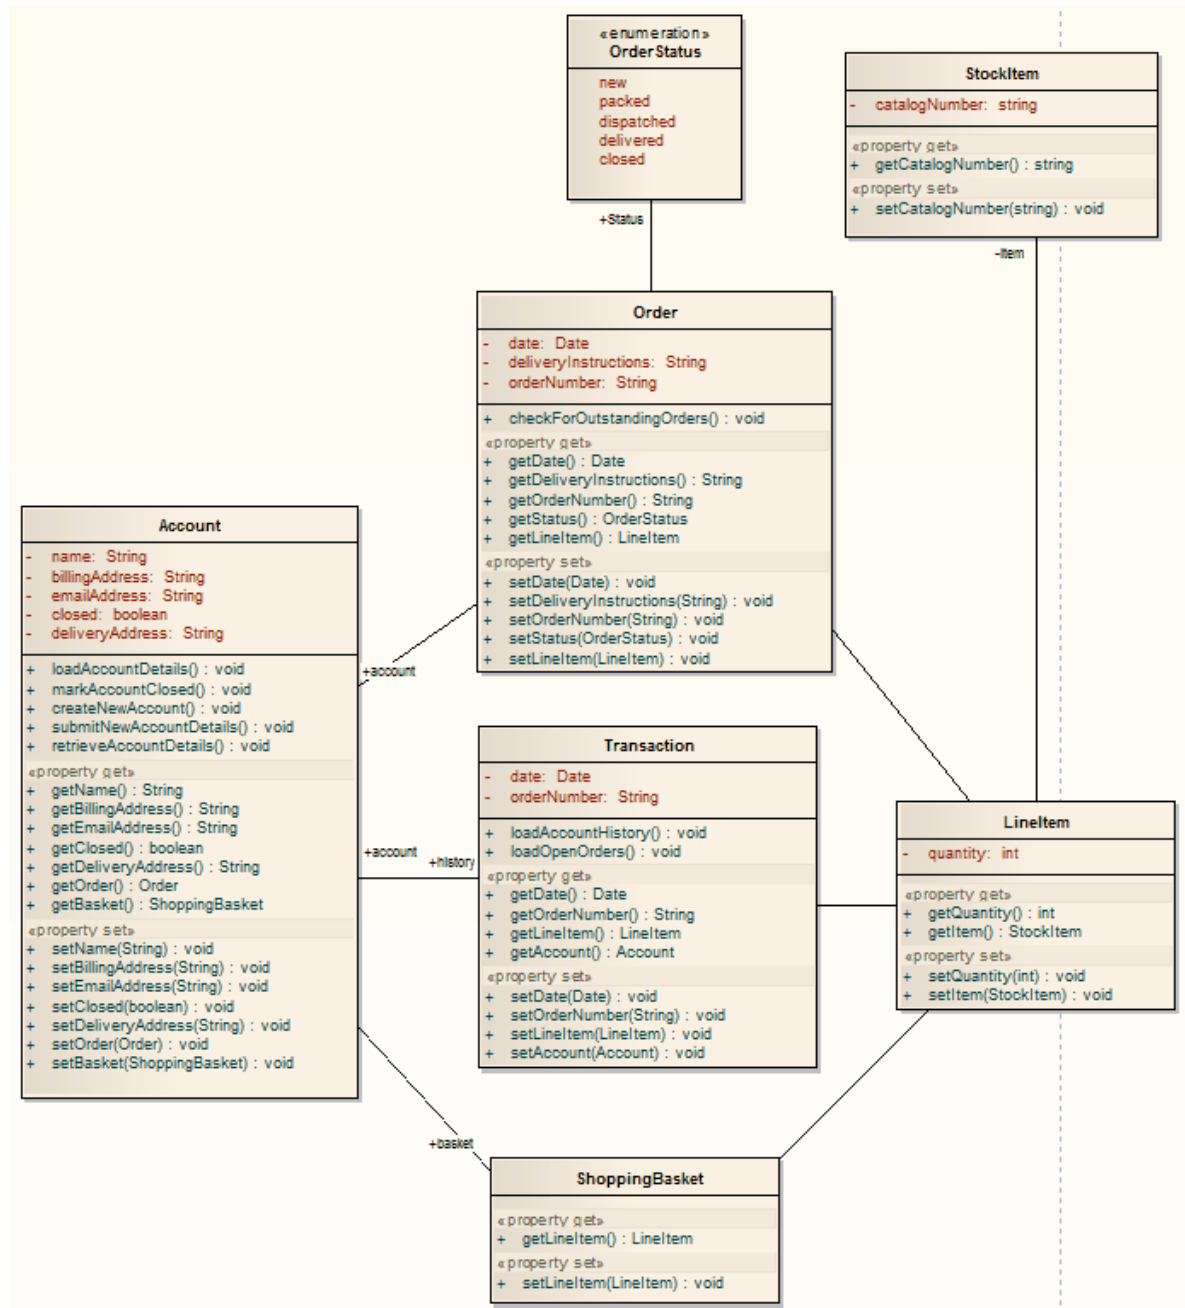 «enumeration»
OrderStatus
new
packed
dispatched
delivered
closed
+Status
StockItem
- catalogNumber: string
«property get»
+ getCatalogNumber() : string
«property set»
+ setCatalogNumber(string) : void
-Item
Order
- date: Date
- deliveryInstructions: String
- orderNumber: String
+ checkForOutstandingOrders() : void
«property get»
+ getDate() : Date
+ getDeliveryInstructions() : String
+ getOrderNumber() : String
+ getStatus() : OrderStatus
+ getLineItem() : LineItem
«property set»
+ setDate(Date) : void
+ setDeliveryInstructions(String) : void
+ setOrderNumber(String) : void
+ setStatus(OrderStatus) : void
+ setLineItem(LineItem) : void
Account
- name: String
- billingAddress: String
- emailAddress: String
- closed: boolean
- deliveryAddress: String
+ loadAccountDetails() : void
+ markAccountClosed() : void
+ createNewAccount() : void
+ submitNewAccountDetails() : void
+ retrieveAccountDetails() : void
«property get»
+ getName() : String
+ getBillingAddress() : String
+ getEmailAddress() : String
+ getClosed() : boolean
+ getDeliveryAddress() : String
+ getOrder() : Order
+ getBasket() : ShoppingBasket
«property set»
+ setName(String) : void
+ setBillingAddress(String) : void
+ setEmailAddress(String) : void
+ setClosed(boolean) : void
+ setDeliveryAddress(String) : void
+ setOrder(Order) : void
+ setBasket(ShoppingBasket) : void
+account
+account
+history
+basket
Transaction
- date: Date
- orderNumber: String
+ loadAccountHistory() : void
+ loadOpenOrders() : void
«property get»
+ getDate() : Date
+ getOrderNumber() : String
+ getLineItem() : LineItem
+ getAccount() : Account
«property set»
+ setDate(Date) : void
+ setOrderNumber(String) : void
+ setLineItem(LineItem) : void
+ setAccount(Account) : void
LineItem
- quantity: int
«property get»
+ getQuantity() : int
+ getItem() : StockItem
«property set»
+ setQuantity(int) : void
+ setItem(StockItem) : void
ShoppingBasket
«property get»
+ getLineItem() : LineItem
«property set»
+ setLineItem(LineItem) : void